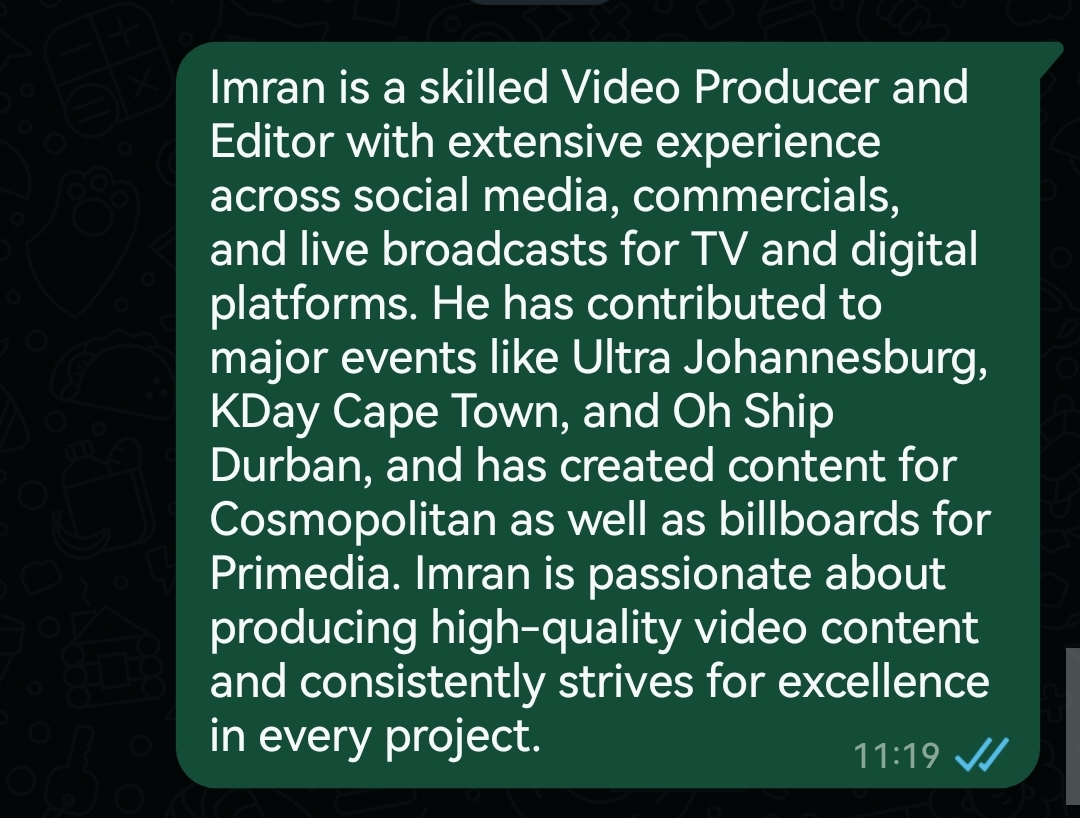 Imran is a skilled Video Producer and
Editor with extensive experience
across social media, commercials,
and live broadcasts for TV and digital
platforms. He has contributed to
major events like Ultra Johannesburg,
KDay Cape Town, and Oh Ship
Durban, and has created content for
Cosmopolitan as well as billboards for
Primedia. Imran is passionate about
producing high-quality video content
and consistently strives for excellence
in every project.
11:19